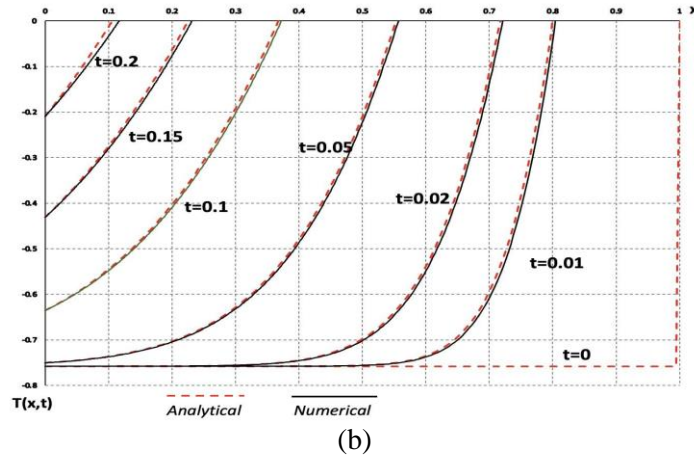 0 0.1 0.2 0.3 0.4 0.5 0.6 0.7 0.8 0.9 1
0
-0.1
-0.2
-0.3
-0.4
-0.5
-0.6
-0.7
-0.8
t=0.2
t=0.15
t=0.1
t=0.05
t=0.02
t=0.01
t=0
T(x,t)
Analytical Numerical
(b)